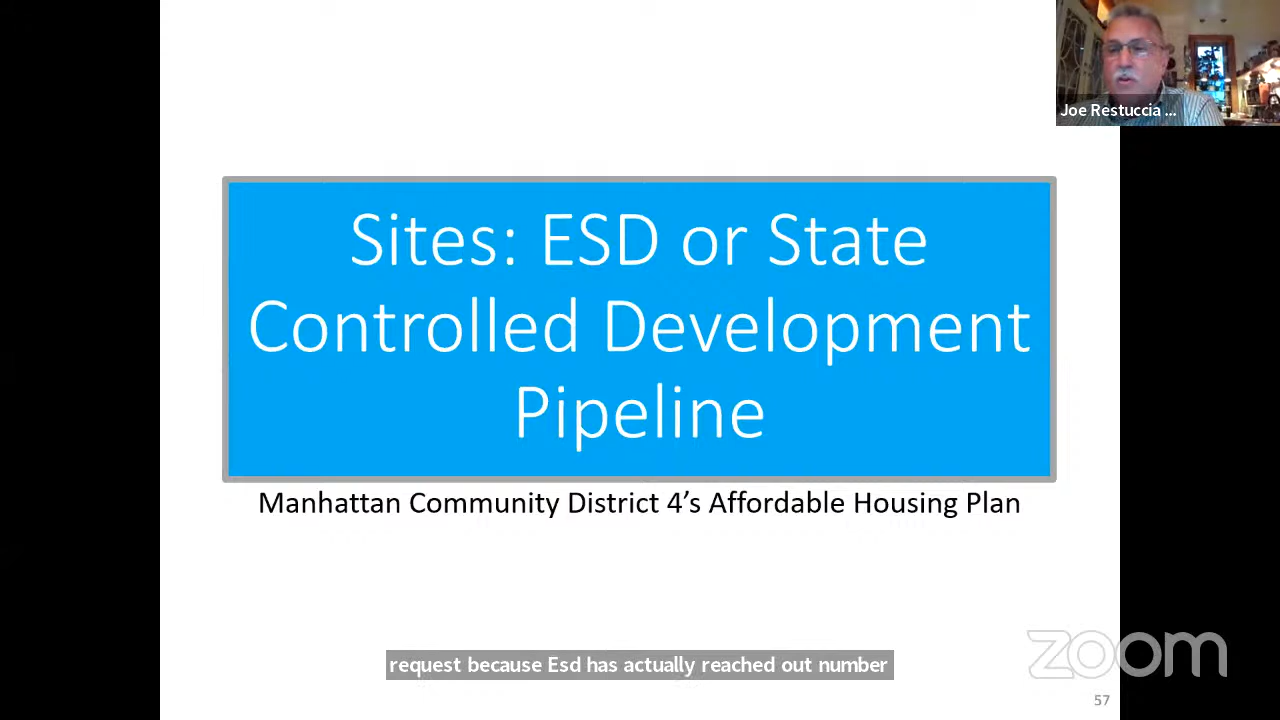 Joe Restuccia ...
Sites: ESD or State
Controlled Development
Pipeline
Manhattan Community District 4’s Affordable Housing Plan
request because Esd has actually reached out number
zoom
57